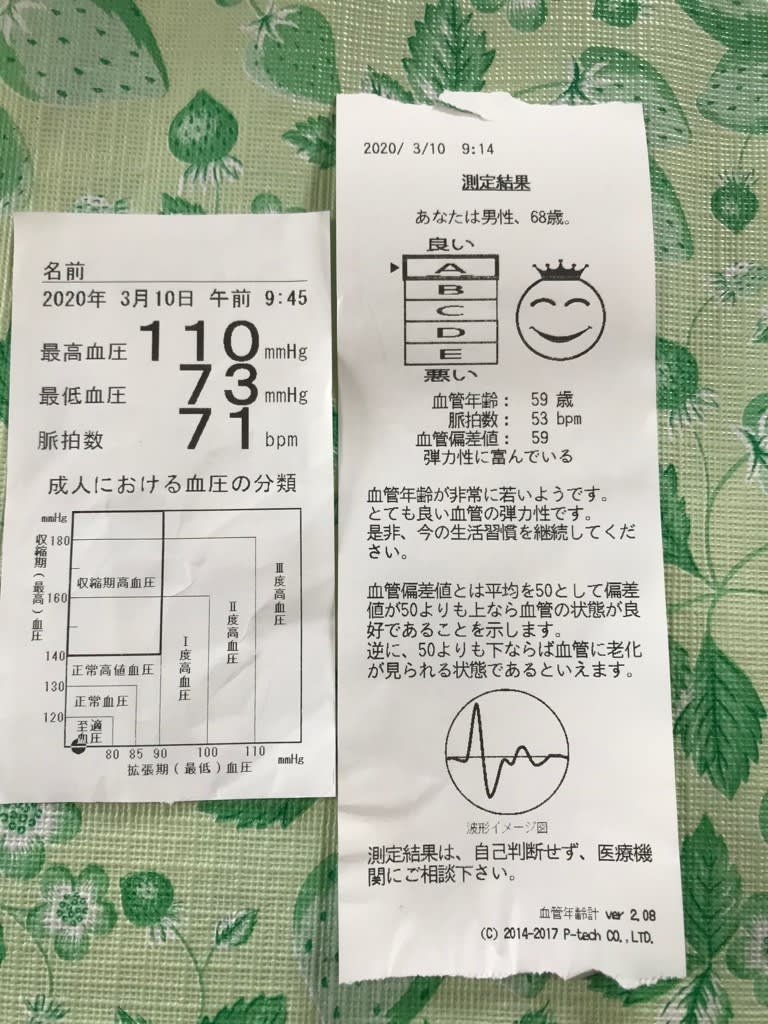 名前
2020年 3月10日 午前 9:45
最高血圧 110 mmHg
最低血圧 73 mmHg
脈拍数 71 bpm
成人における血圧の分類
mmHg
収縮期(最高)血圧
180
160
140
130
120
収縮期高血圧
正常高値血圧
正常血圧
至適血圧
Ⅰ度高血圧
Ⅱ度高血圧
Ⅲ度高血圧
80 85 90 100 110 mmHg
拡張期(最低)血圧
2020/ 3/10 9:14
測定結果
あなたは男性、68歳。
良い
A
B
C
D
E
悪い
血管年齢: 59 歳
脈拍数: 53 bpm
血管偏差値: 59
弾力性に富んでいる
血管年齢が非常に若いようです。
とても良い血管の弾力性です。
是非、今の生活習慣を継続してくだ
さい。
血管偏差値とは平均を50として偏差
値が50よりも上なら血管の状態が良
好であることを示します。
逆に、50よりも下ならば血管に老化
が見られる状態であるといえます。
波形イメージ図
測定結果は、自己判断せず、医療機
関にご相談下さい。
血管年齢計 ver 2.08
(C) 2014-2017 P-tech CO.,LTD.